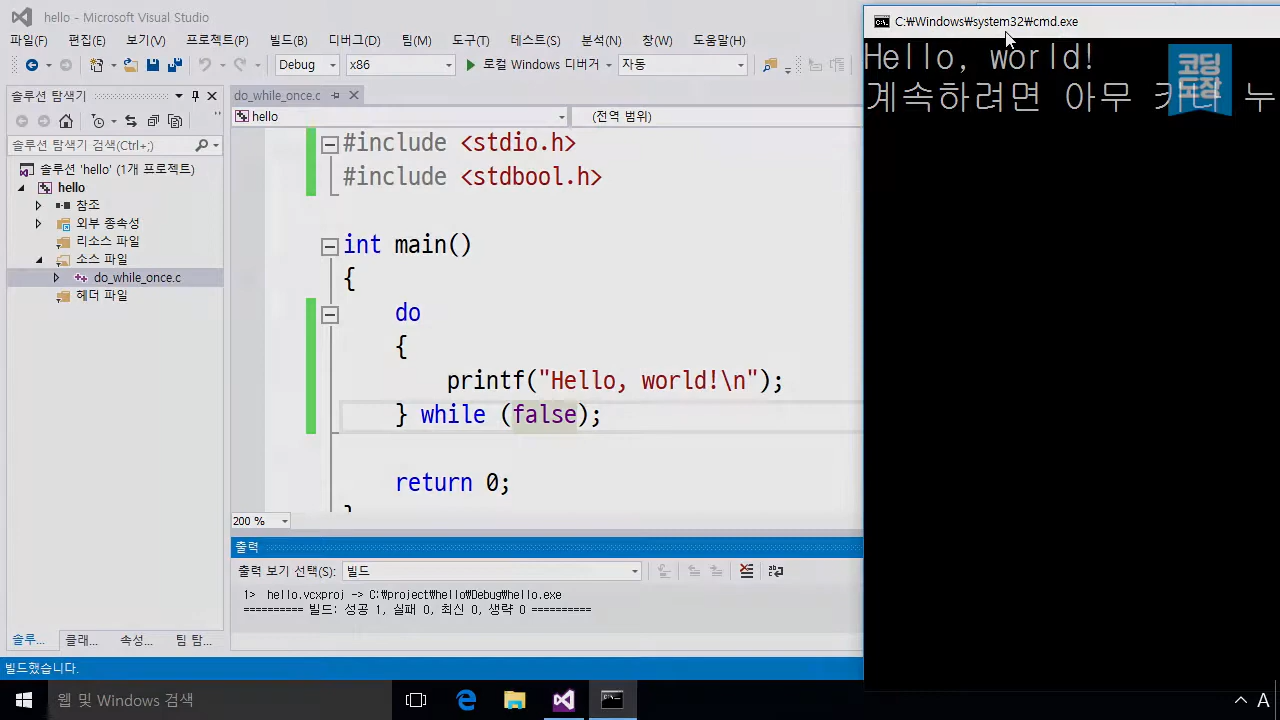 hello - Microsoft Visual Studio
파일(F) 편집(E) 보기(V) 프로젝트(P) 빌드(B) 디버그(D) 팀(M) 도구(T) 테스트(S) 분석(N) 창(W) 도움말(H)
Debug x86 로컬 Windows 디버거 자동
솔루션 탐색기
솔루션 탐색기 검색(Ctrl+;)
솔루션 'hello' (1개 프로젝트)
hello
참조
외부 종속성
리소스 파일
소스 파일
do_while_once.c
헤더 파일
솔루... 클래... 속성... 팀 탐...
do_while_once.c
hello (전역 범위)
#include <stdio.h>
#include <stdbool.h>
int main()
{
do
{
printf("Hello, world!\n");
} while (false);
return 0;
}
200 %
출력
출력 보기 선택(S): 빌드
1> hello.vcxproj -> C:₩project₩hello₩Debug₩hello.exe
========== 빌드: 성공 1, 실패 0, 최신 0, 생략 0 ==========
빌드했습니다.
C:₩Windows₩system32₩cmd.exe
Hello, world!
계속하려면 아무 키나 누
코딩
도장
웹 및 Windows 검색
A